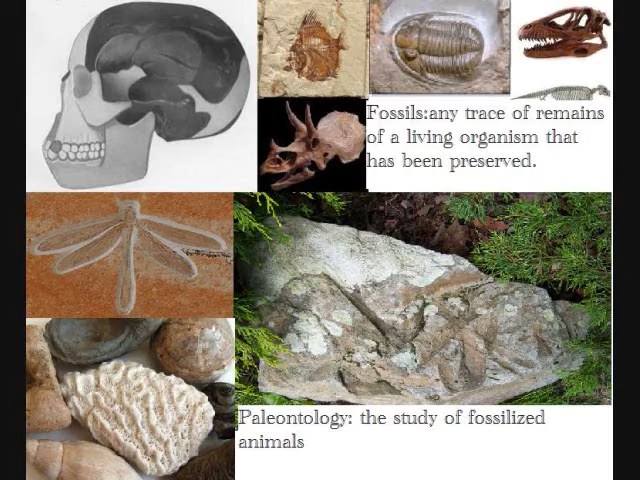 Fossils:any trace of remains
of a living organism that
has been preserved.
Paleontology: the study of fossilized
animals